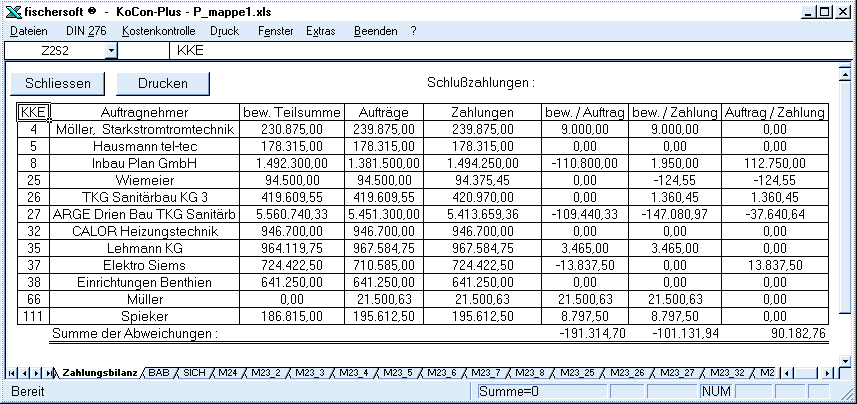 fischersoft ® - KoCon-Plus - P_mappe1.xls
Dateien DIN 276 Kostenkontrolle Druck Fenster Extras Beenden ?
Z2S2 KKE
Schliessen Drucken Schlußzahlungen :
KKE Auftragnehmer bew. Teilsumme Aufträge Zahlungen bew. / Auftrag bew. / Zahlung Auftrag / Zahlung
4 Möller, Starkstromtromtechnik 230.875,00 239.875,00 239.875,00 9.000,00 9.000,00 0,00
5 Hausmann tel-tec 178.315,00 178.315,00 178.315,00 0,00 0,00 0,00
8 Inbau Plan GmbH 1.492.300,00 1.381.500,00 1.494.250,00 -110.800,00 1.950,00 112.750,00
25 Wiemeier 94.500,00 94.500,00 94.375,45 0,00 -124,55 -124,55
26 TKG Sanitärbau KG 3 419.609,55 419.609,55 420.970,00 0,00 1.360,45 1.360,45
27 ARGE Drien Bau TKG Sanitärb 5.560.740,33 5.451.300,00 5.413.659,36 -109.440,33 -147.080,97 -37.640,64
32 CALOR Heizungstechnik 946.700,00 946.700,00 946.700,00 0,00 0,00 0,00
35 Lehmann KG 964.119,75 967.584,75 967.584,75 3.465,00 3.465,00 0,00
37 Elektro Siems 724.422,50 710.585,00 724.422,50 -13.837,50 0,00 13.837,50
38 Einrichtungen Benthien 641.250,00 641.250,00 641.250,00 0,00 0,00 0,00
66 Müller 0,00 21.500,63 21.500,63 21.500,63 21.500,63 0,00
111 Spieker 186.815,00 195.612,50 195.612,50 8.797,50 8.797,50 0,00
Summe der Abweichungen : -191.314,70 -101.131,94 90.182,76
Zahlungsbilanz BAB SICH M24 M23_2 M23_3 M23_4 M23_5 M23_6 M23_7 M23_8 M23_25 M23_26 M23_27 M23_32 M2
Bereit Summe=0 NUM